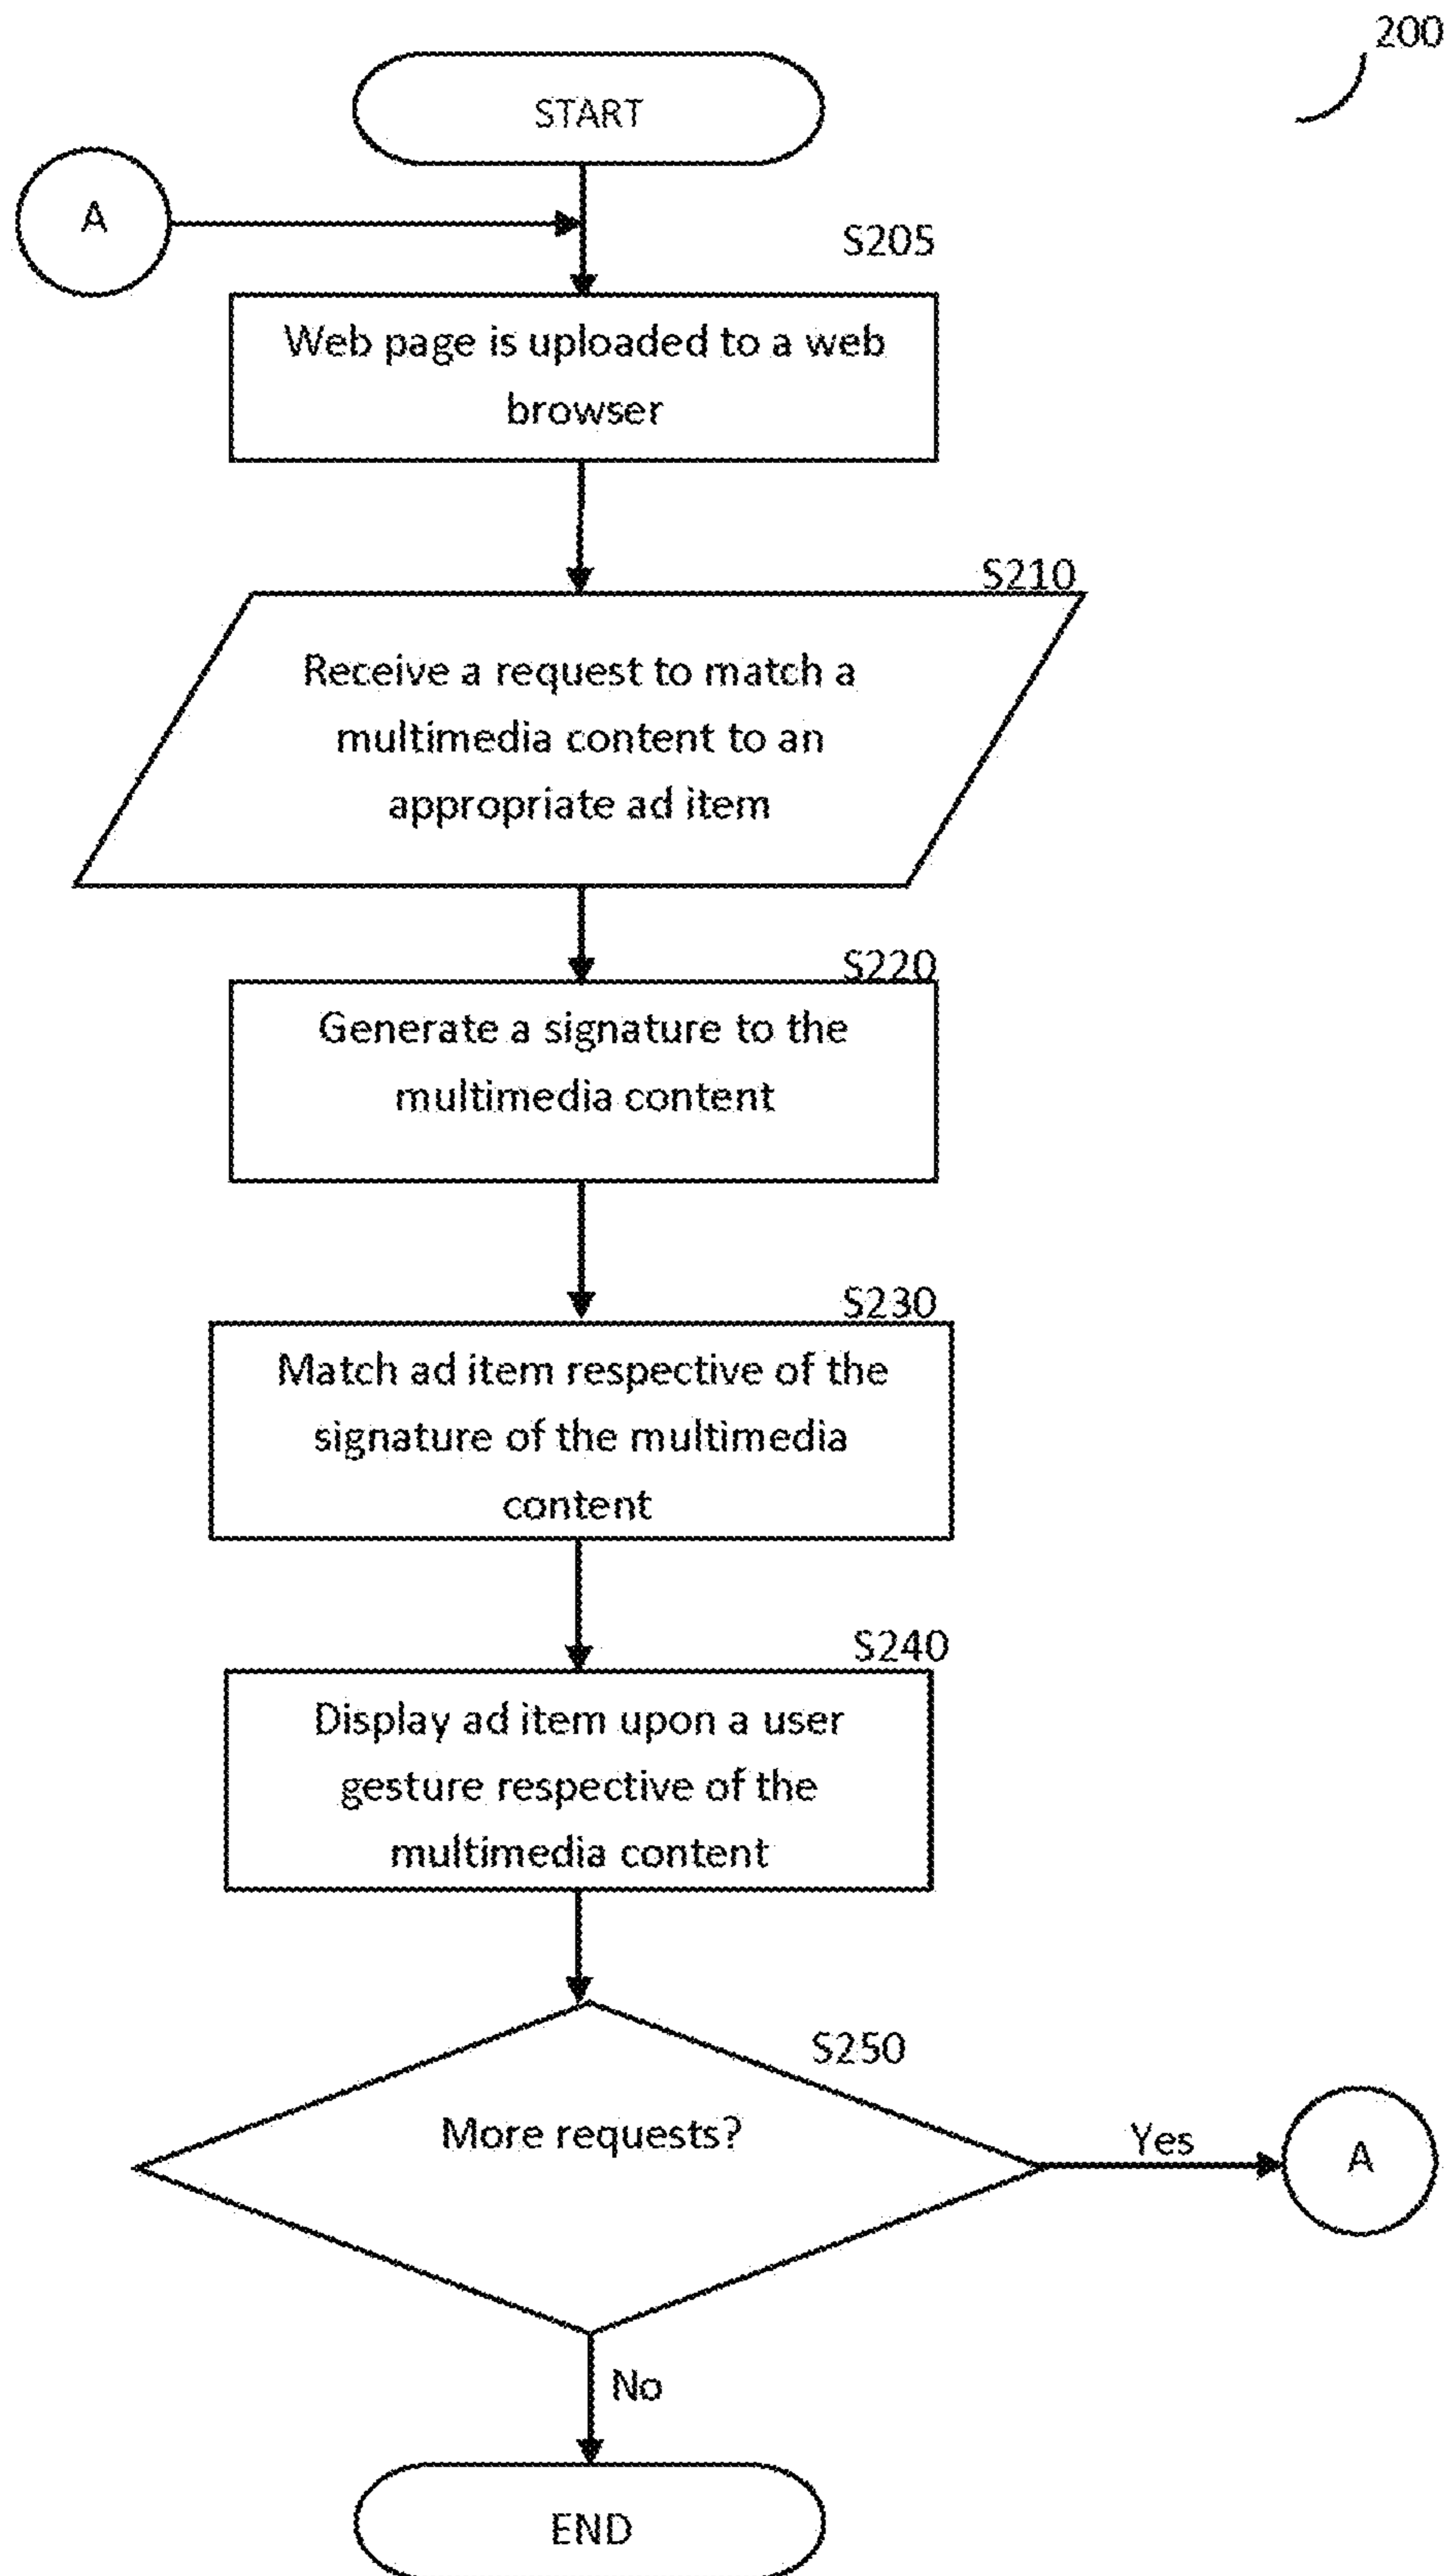 200
START
A
S205
Web page is uploaded to a web
browser
S210
Receive a request to match a
multimedia content to an
appropriate ad item
S220
Generate a signature to the
multimedia content
S230
Match ad item respective of the
signature of the multimedia
content
S240
Display ad item upon a user
gesture respective of the
multimedia content
S250
More requests?
Yes
A
No
END